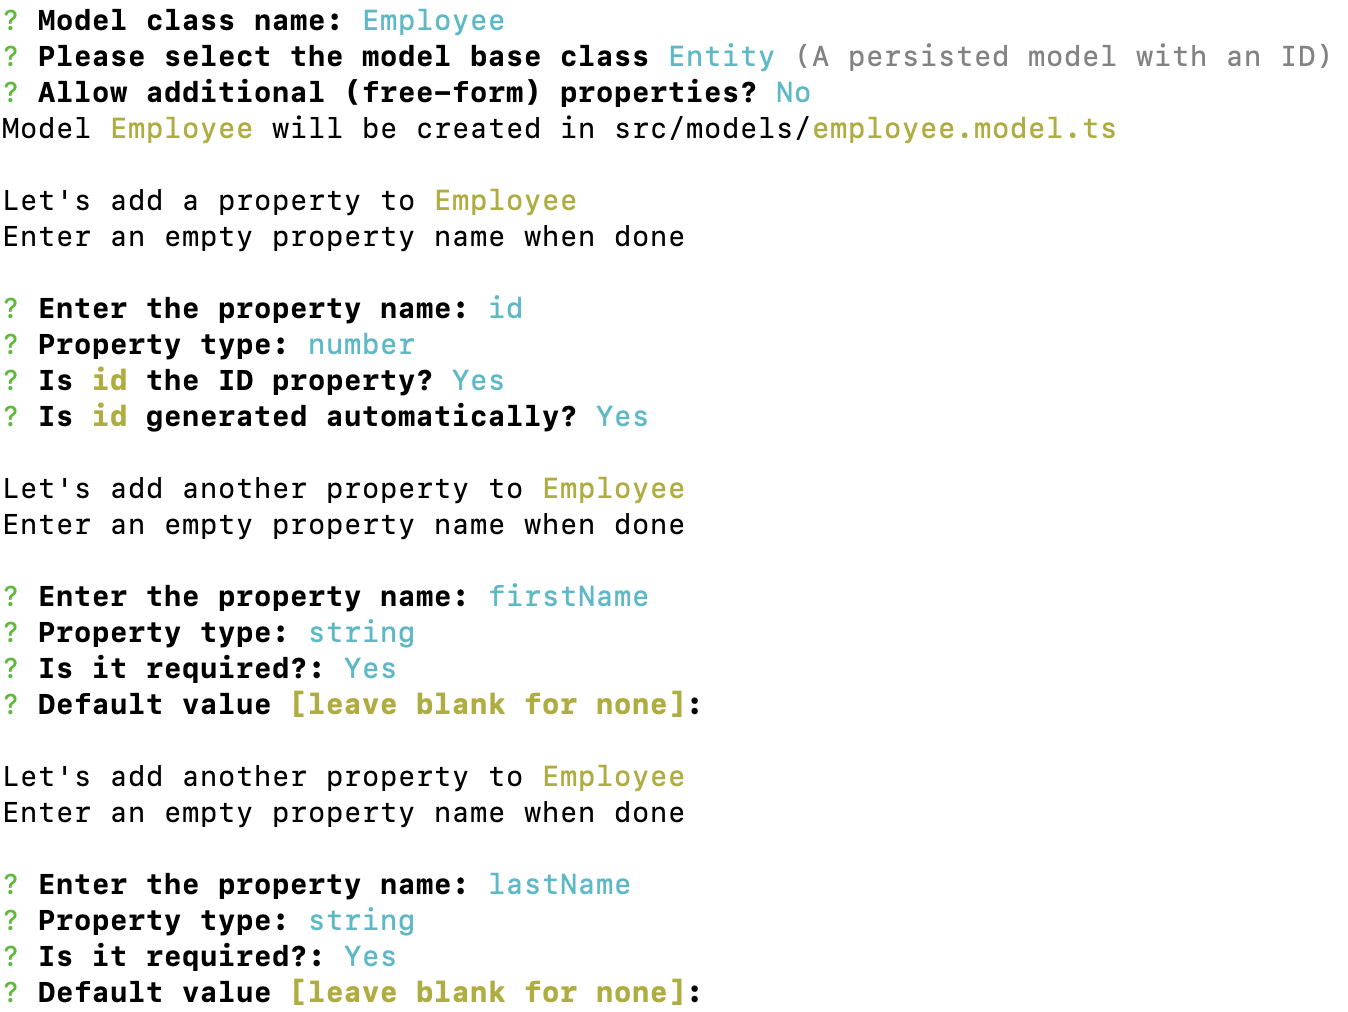 ? Model class name: Employee
? Please select the model base class Entity (A persisted model with an ID)
? Allow additional (free-form) properties? No
Model Employee will be created in src/models/employee.model.ts
Let's add a property to Employee
Enter an empty property name when done
? Enter the property name: id
? Property type: number
? Is id the ID property? Yes
? Is id generated automatically? Yes
Let's add another property to Employee
Enter an empty property name when done
? Enter the property name: firstName
? Property type: string
? Is it required?: Yes
? Default value [leave blank for none]:
Let's add another property to Employee
Enter an empty property name when done
? Enter the property name: lastName
? Property type: string
? Is it required?: Yes
? Default value [leave blank for none]: